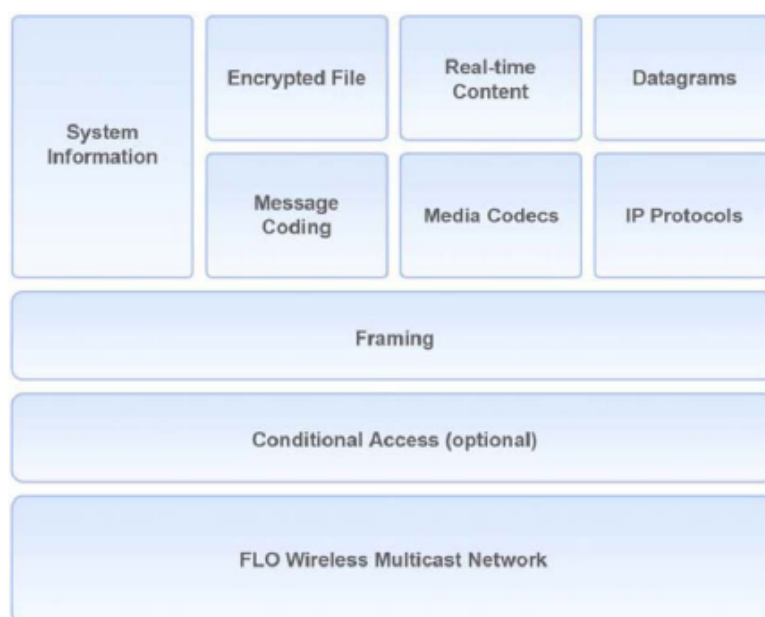 System
Information
Encrypted File
Real-time
Content
Datagrams
Message
Coding
Media Codecs
IP Protocols
Framing
Conditional Access (optional)
FLO Wireless Multicast Network